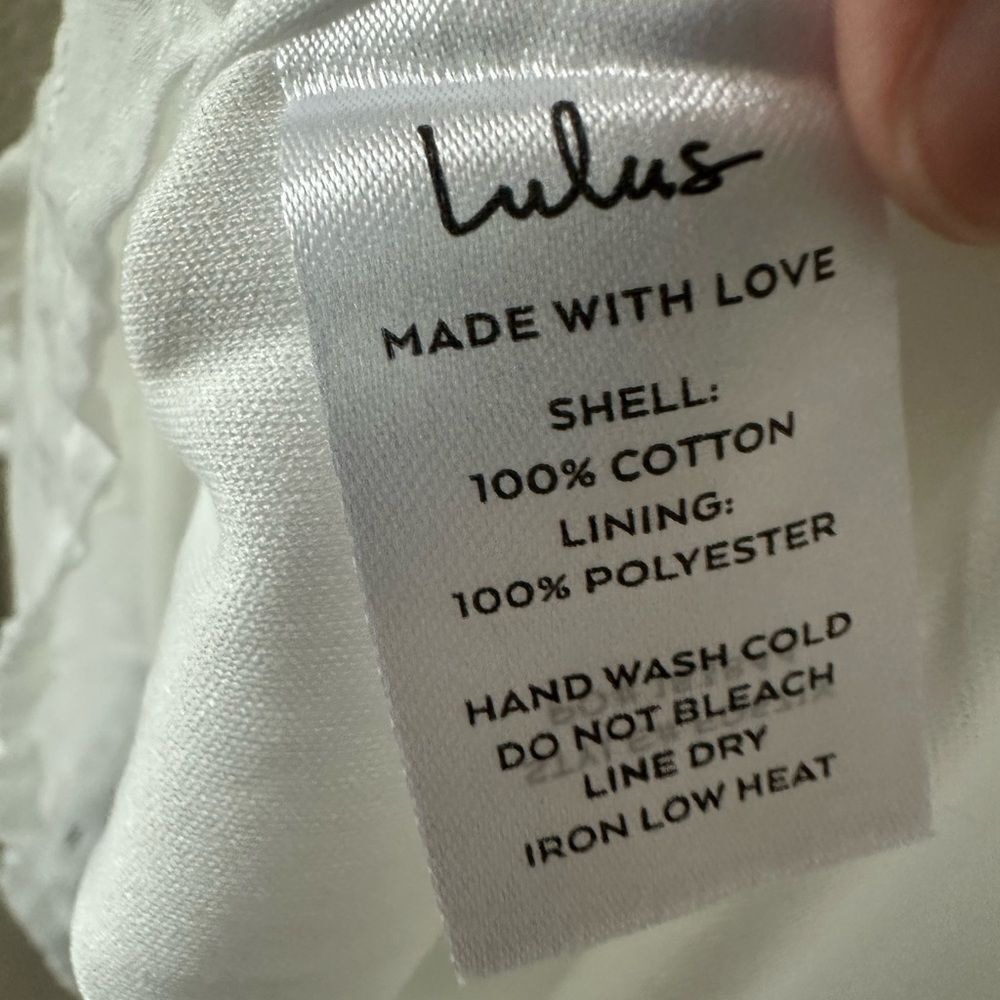 Lulus
MADE WITH LOVE
SHELL:
100% COTTON
LINING:
100% POLYESTER
HAND WASH COLD
DO NOT BLEACH
LINE DRY
IRON LOW HEAT